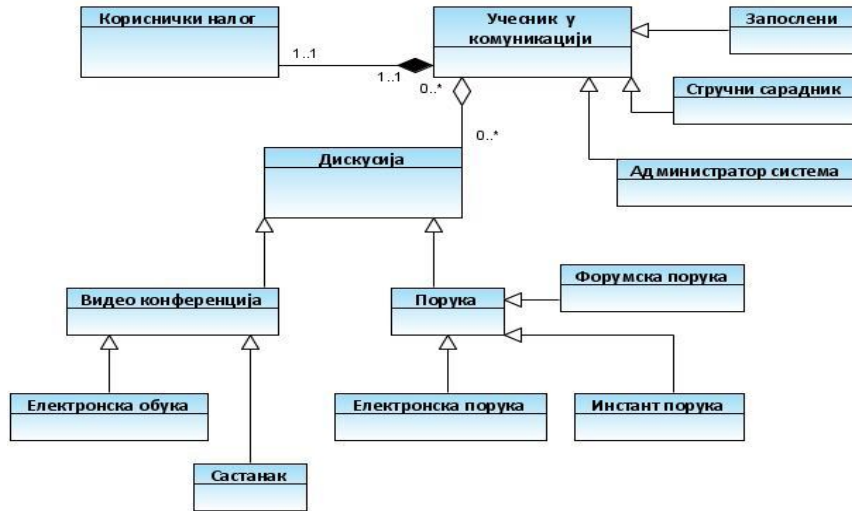 Кориснички налог
Учесник у
комуникацији
Запослени
1..1
1..1
0..*
Стручни сарадник
0..*
Дискусија
Администратор система
Форумска порука
Видео конференција
Порука
Електронска обука
Електронска порука
Инстант порука
Састанак